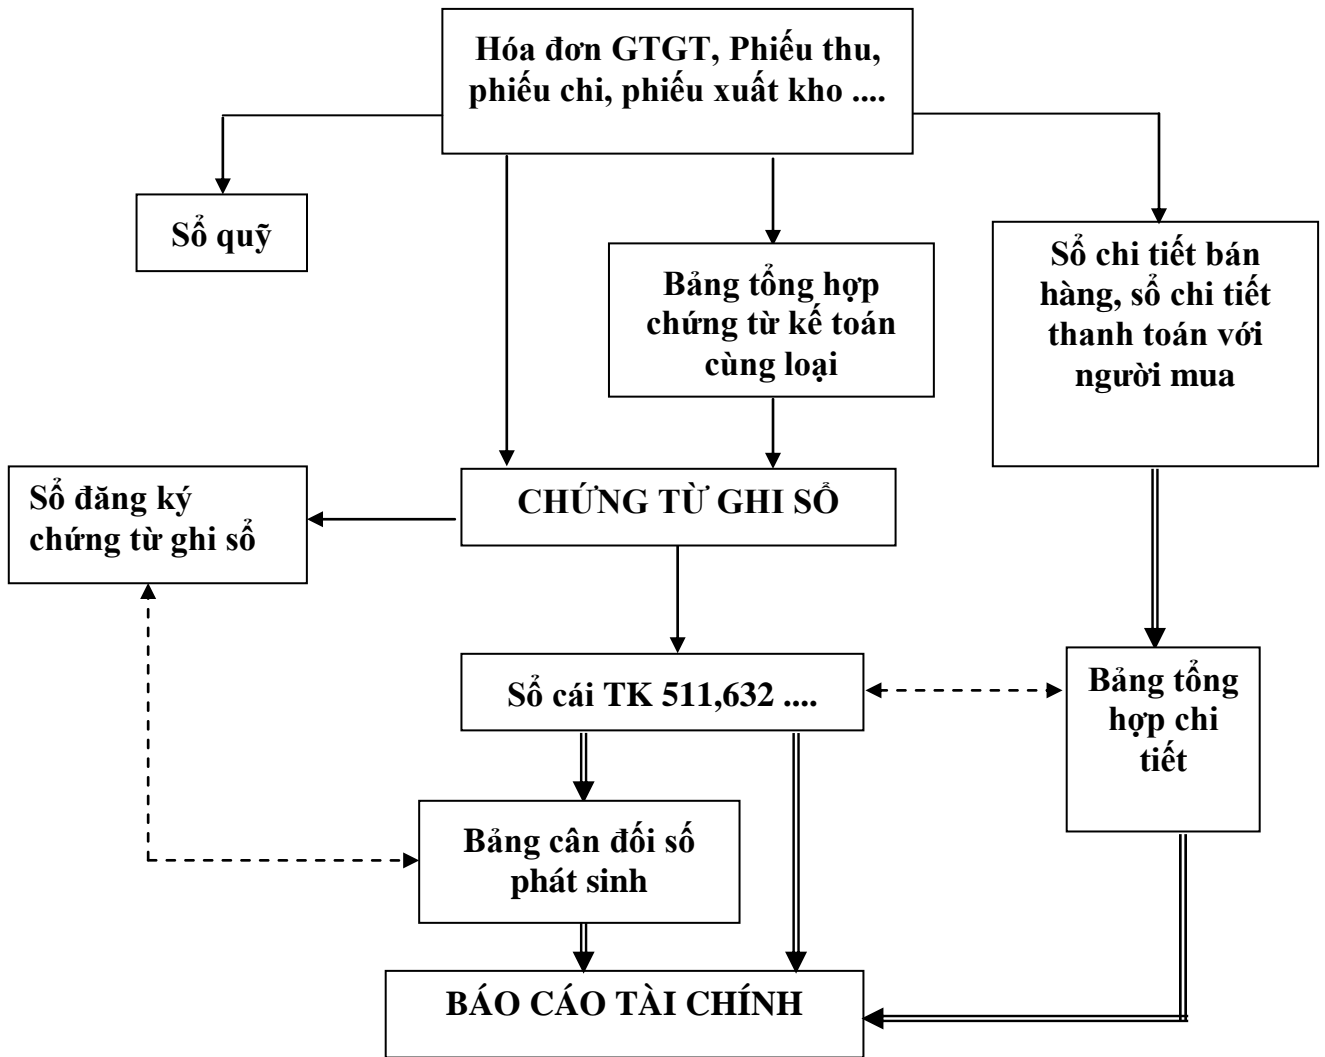 Hóa đơn GTGT, Phiếu thu,
phiếu chi, phiếu xuất kho ....
Sổ quỹ
Bảng tổng hợp
chứng từ kế toán
cùng loại
Sổ chi tiết bán
hàng, sổ chi tiết
thanh toán với
người mua
Sổ đăng ký
chứng từ ghi sổ
CHỨNG TỪ GHI SỔ
Sổ cái TK 511,632 ....
Bảng tổng
hợp chi
tiết
Bảng cân đối số
phát sinh
BÁO CÁO TÀI CHÍNH